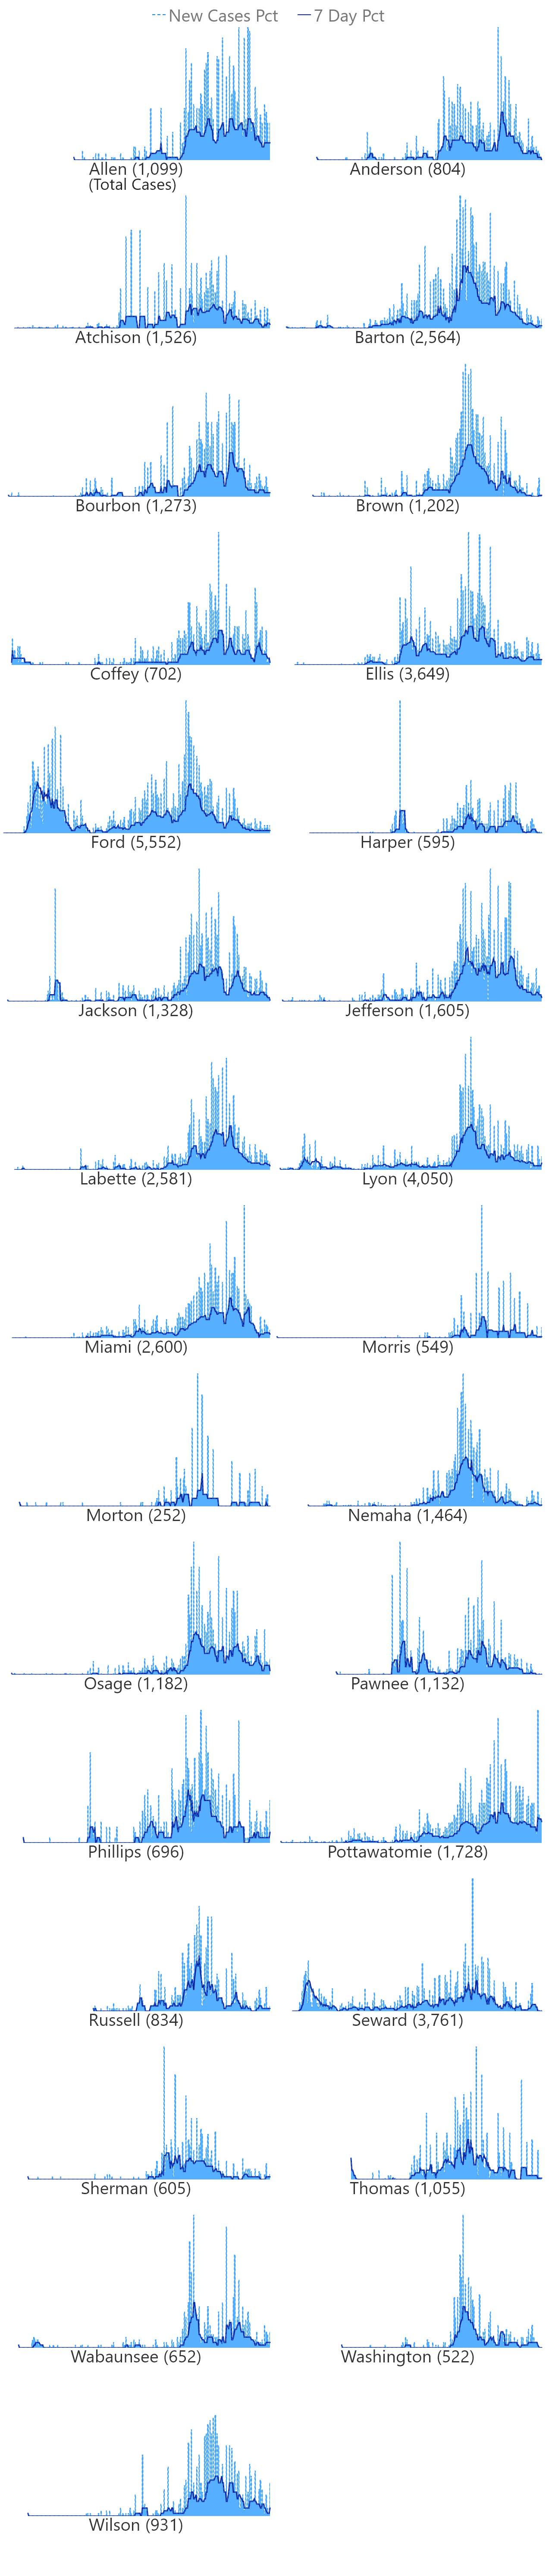 New Cases Pct 7 Day Pct
Allen (1,099)
(Total Cases)
Anderson (804)
Atchison (1,526)
Barton (2,564)
Bourbon (1,273)
Brown (1,202)
Coffey (702)
Ellis (3,649)
Ford (5,552)
Harper (595)
Jackson (1,328)
Jefferson (1,605)
Labette (2,581)
Lyon (4,050)
Miami (2,600)
Morris (549)
Morton (252)
Nemaha (1,464)
Osage (1,182)
Pawnee (1,132)
Phillips (696)
Pottawatomie (1,728)
Russell (834)
Seward (3,761)
Sherman (605)
Thomas (1,055)
Wabaunsee (652)
Washington (522)
Wilson (931)